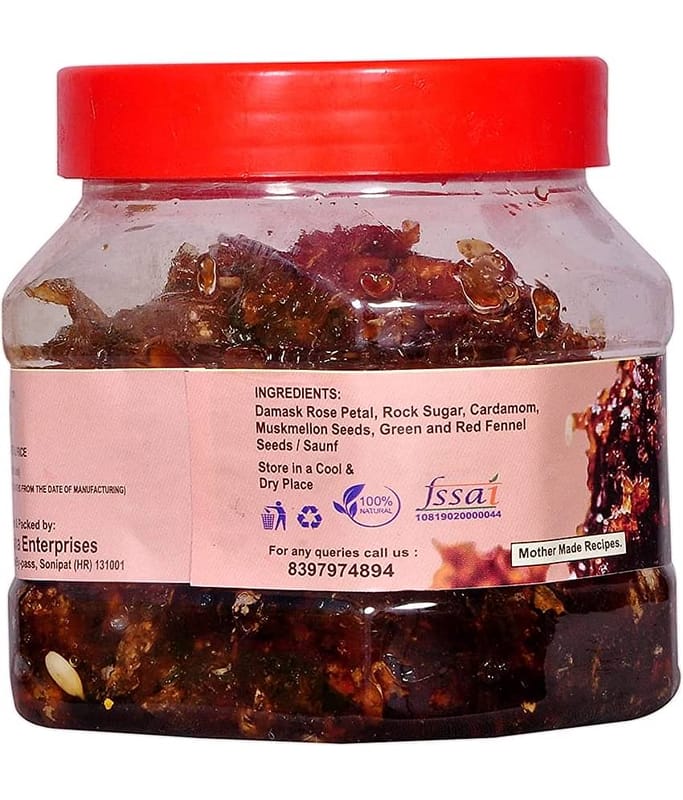 FROM THE DATE OF MANUFACTURING)
Packed by:
Enterprises
-pass, Sonipat (HR) 131001
INGREDIENTS:
Damask Rose Petal, Rock Sugar, Cardamom,
Muskmellon Seeds, Green and Red Fennel
Seeds / Saunf
Store in a Cool &
Dry Place
100%
NATURAL
fssai
10819020000044
For any queries call us :
8397974894
Mother Made Recipes.